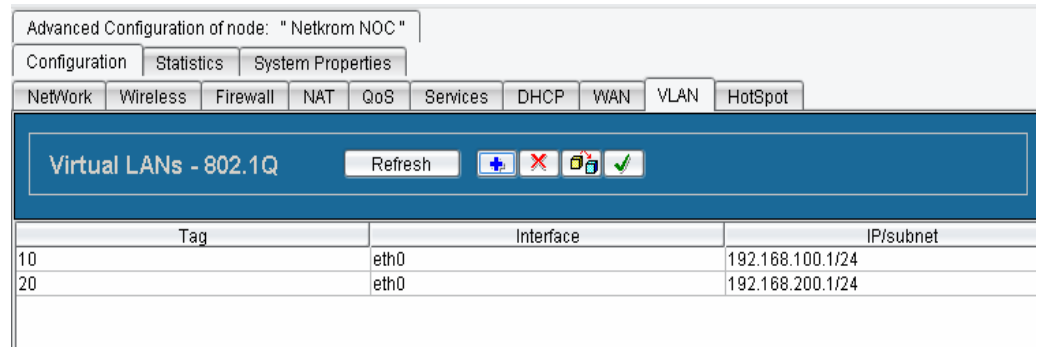 Advanced Configuration of node: " Netkrom NOC "
Configuration Statistics System Properties
NetWork Wireless Firewall NAT QoS Services DHCP WAN VLAN HotSpot
Virtual LANs - 802.1Q Refresh
Tag Interface IP/subnet
10 eth0 192.168.100.1/24
20 eth0 192.168.200.1/24